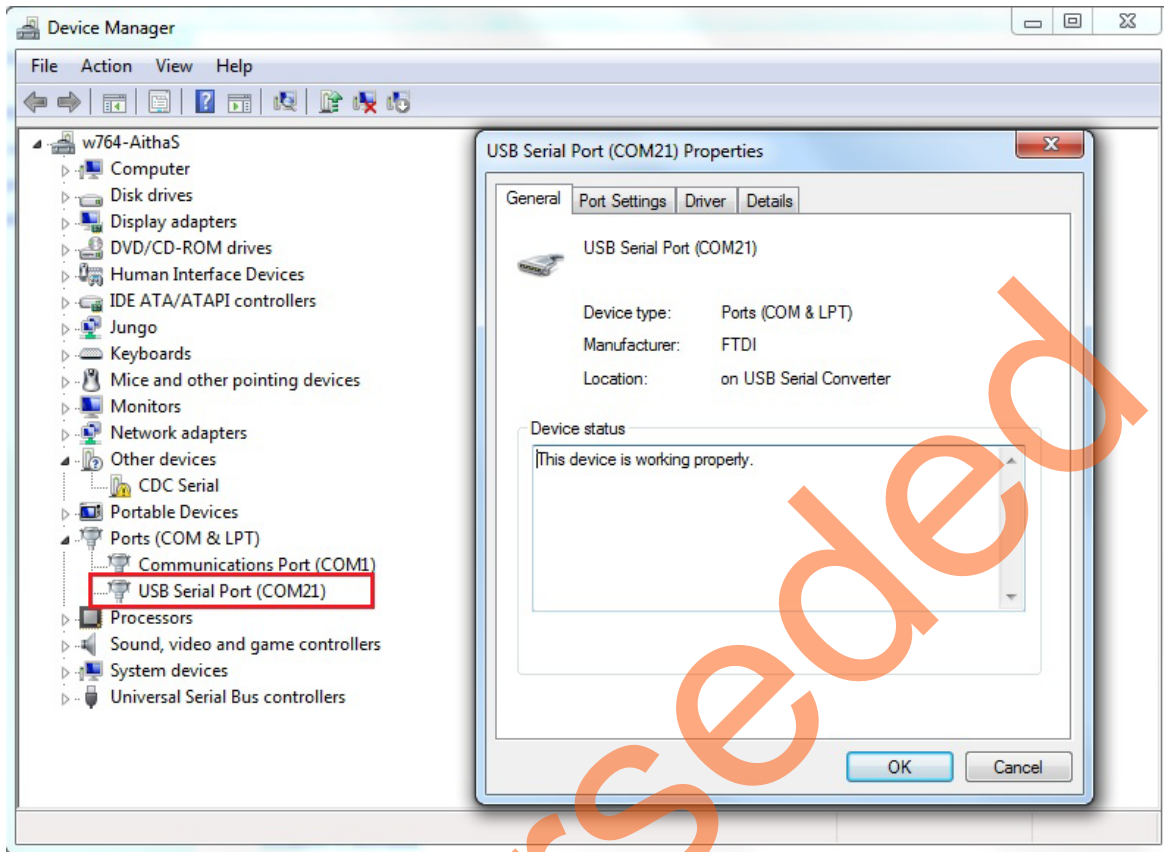 Device Manager
File Action View Help
w764-AithaS
Computer
Disk drives
Display adapters
DVD/CD-ROM drives
Human Interface Devices
IDE ATA/ATAPI controllers
Jungo
Keyboards
Mice and other pointing devices
Monitors
Network adapters
Other devices
CDC Serial
Portable Devices
Ports (COM & LPT)
Communications Port (COM1)
USB Serial Port (COM21)
Processors
Sound, video and game controllers
System devices
Universal Serial Bus controllers
USB Serial Port (COM21) Properties
General Port Settings Driver Details
USB Serial Port (COM21)
Device type: Ports (COM & LPT)
Manufacturer: FTDI
Location: on USB Serial Converter
Device status
This device is working properly.
OK Cancel
rseded